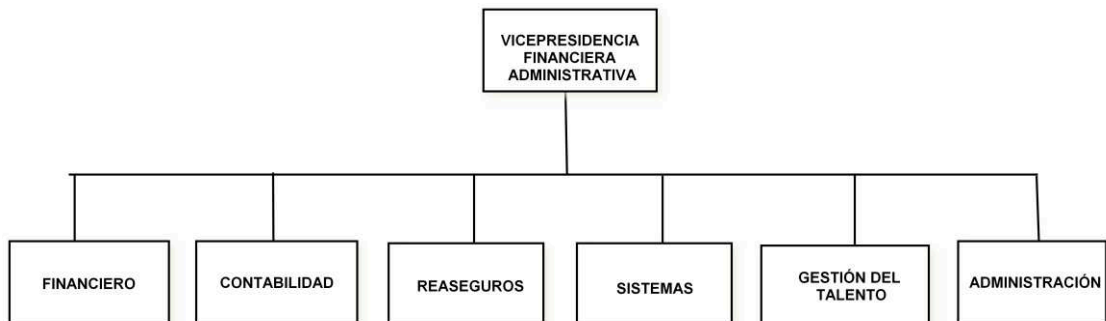 VICEPRESIDENCIA
FINANCIERA
ADMINISTRATIVA
FINANCIERO
CONTABILIDAD
REASEGUROS
SISTEMAS
GESTIÓN DEL
TALENTO
ADMINISTRACIÓN